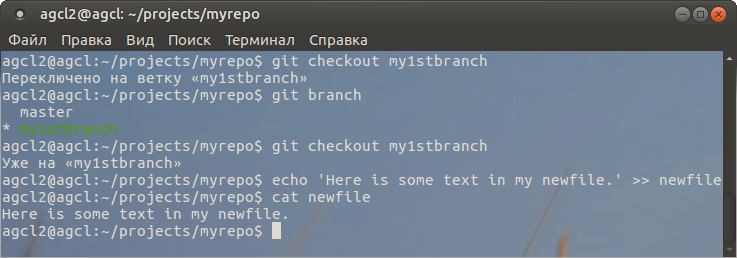 agcl2@agcl: ~/projects/myrepo
Файл Правка Вид Поиск Терминал Справка
agcl2@agcl:~/projects/myrepo$ git checkout my1stbranch
Переключено на ветку «my1stbranch»
agcl2@agcl:~/projects/myrepo$ git branch
  master
* my1stbranch
agcl2@agcl:~/projects/myrepo$ git checkout my1stbranch
Уже на «my1stbranch»
agcl2@agcl:~/projects/myrepo$ echo 'Here is some text in my newfile.' >> newfile
agcl2@agcl:~/projects/myrepo$ cat newfile
Here is some text in my newfile.
agcl2@agcl:~/projects/myrepo$